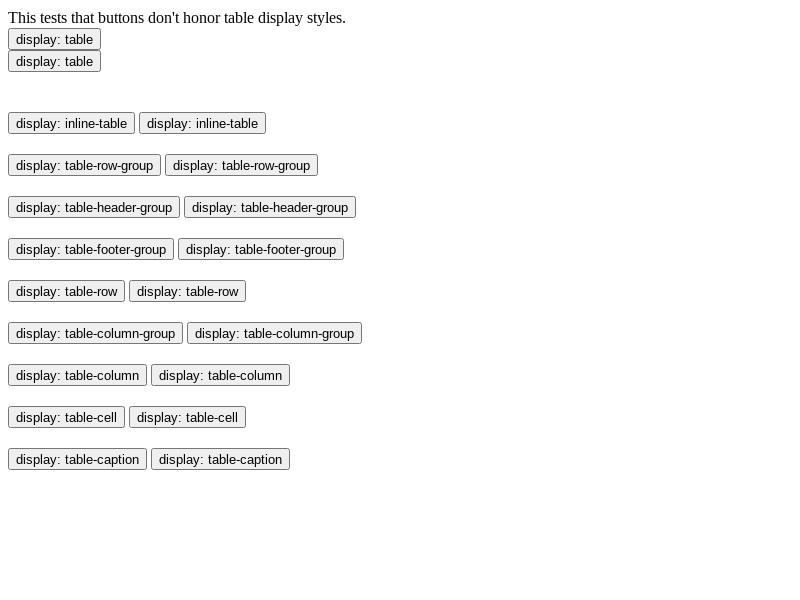 This tests that buttons don't honor table display styles.
display: table
display: table
display: inline-table display: inline-table
display: table-row-group display: table-row-group
display: table-header-group display: table-header-group
display: table-footer-group display: table-footer-group
display: table-row display: table-row
display: table-column-group display: table-column-group
display: table-column display: table-column
display: table-cell display: table-cell
display: table-caption display: table-caption